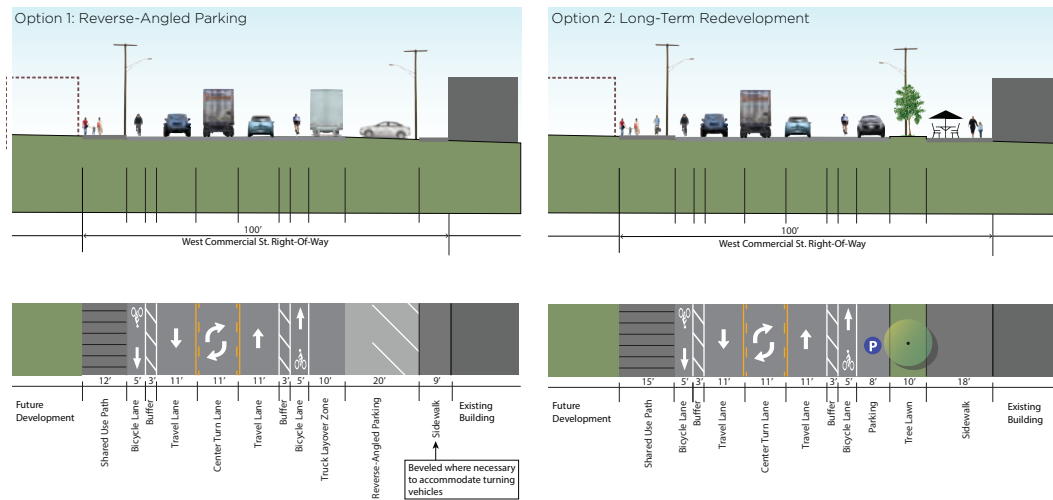 Option 1: Reverse-Angled Parking
100'
West Commercial St. Right-Of-Way
12' 5' 3' 11' 11' 11' 3' 5' 10' 20' 9'
Future
Development
Shared Use Path
Bicycle Lane
Buffer
Travel Lane
Center Turn Lane
Travel Lane
Buffer
Bicycle Lane
Truck Layover Zone
Reverse-Angled Parking
Sidewalk
Existing
Building
Beveled where necessary
to accommodate turning
vehicles
Option 2: Long-Term Redevelopment
100'
West Commercial St. Right-Of-Way
P
15' 5' 3' 11' 11' 11' 3' 5' 8' 10' 18'
Future
Development
Shared Use Path
Bicycle Lane
Buffer
Travel Lane
Center Turn Lane
Travel Lane
Buffer
Bicycle Lane
Parking
Tree Lawn
Sidewalk
Existing
Building